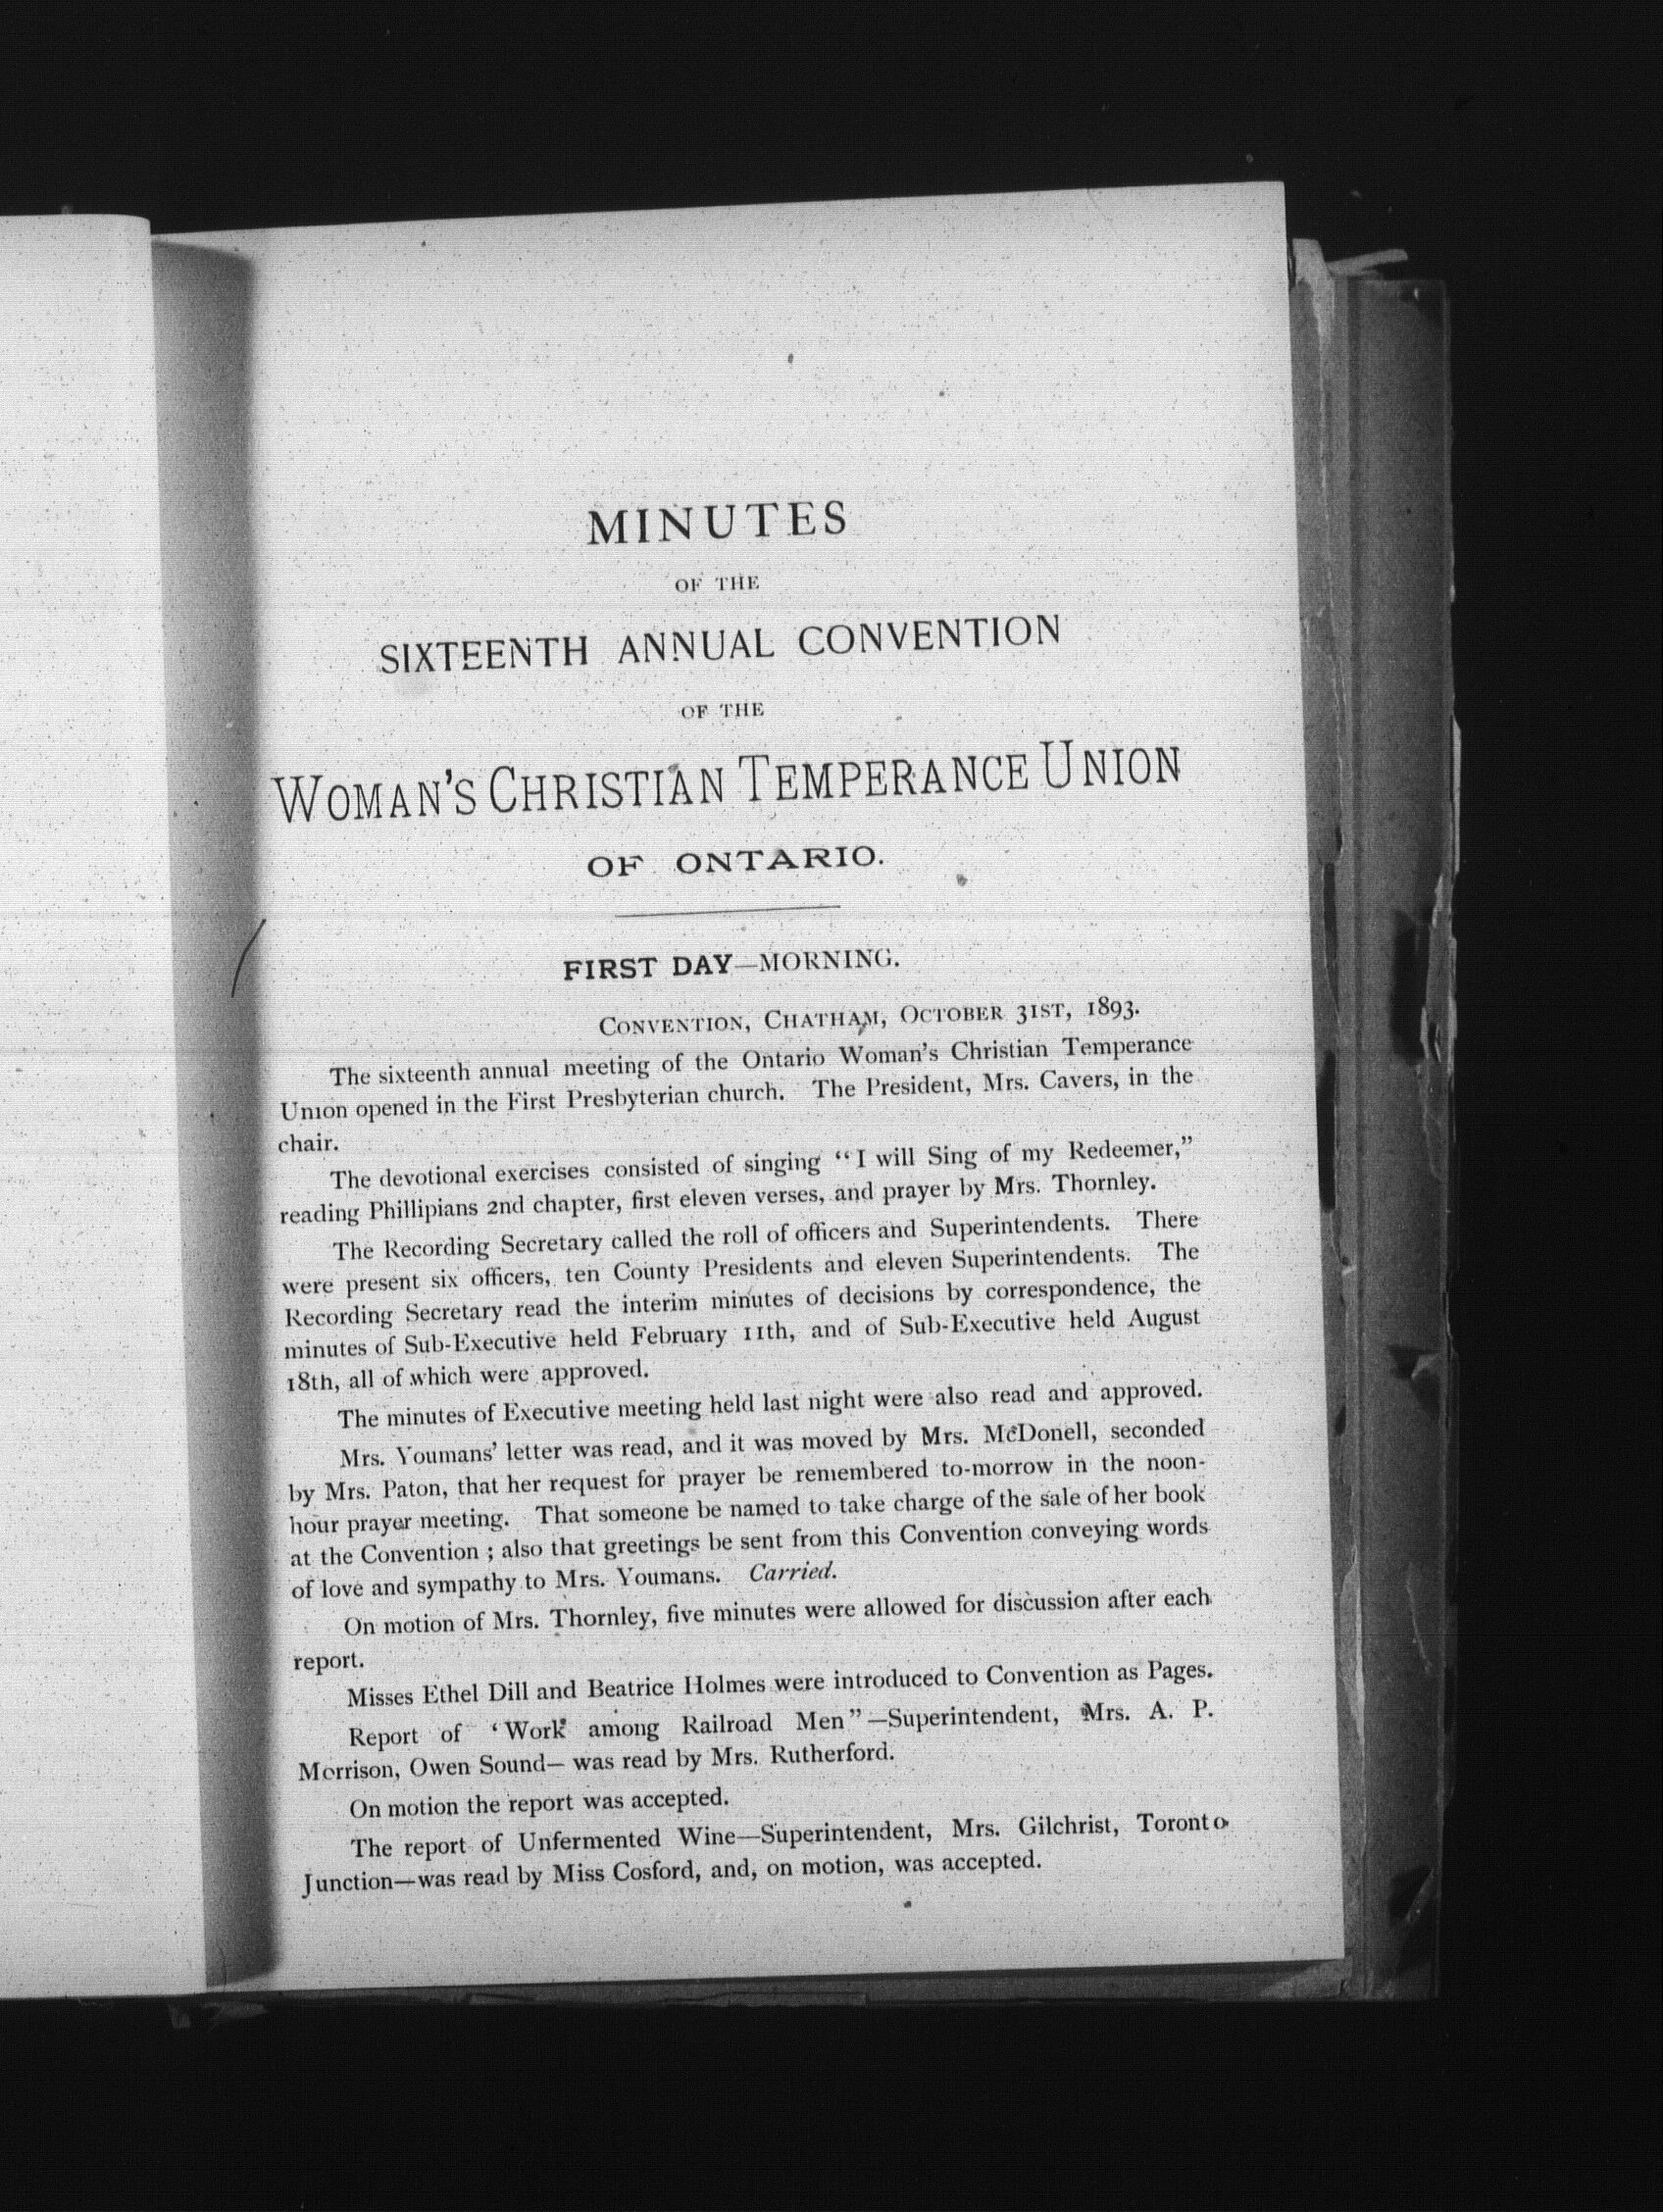 MINUTES
OF THE
SIXTEENTH ANNUAL CONVENTION
OF THE
WOMAN'S CHRISTIAN TEMPERANCE UNION
OF ONTARIO.
FIRST DAY—MORNING.
CONVENTION, CHATHAM, OCTOBER 31ST, 1893.
The sixteenth annual meeting of the Ontario Woman's Christian Temperance
Union opened in the First Presbyterian church. The President, Mrs. Cavers, in the
chair.
The devotional exercises consisted of singing “I will Sing of my Redeemer,”
reading Phillipians 2nd chapter, first eleven verses, and prayer by Mrs. Thornley.
The Recording Secretary called the roll of officers and Superintendents. There
were present six officers, ten County Presidents and eleven Superintendents. The
Recording Secretary read the interim minutes of decisions by correspondence, the
minutes of Sub-Executive held February 11th, and of Sub-Executive held August
18th, all of which were approved.
The minutes of Executive meeting held last night were also read and approved.
Mrs. Youmans' letter was read, and it was moved by Mrs. McDonell, seconded
by Mrs. Paton, that her request for prayer be remembered to-morrow in the noon-
hour prayer meeting. That someone be named to take charge of the sale of her book
at the Convention ; also that greetings be sent from this Convention conveying words
of love and sympathy to Mrs. Youmans. Carried.
On motion of Mrs. Thornley, five minutes were allowed for discussion after each
report.
Misses Ethel Dill and Beatrice Holmes were introduced to Convention as Pages.
Report of ‘Work among Railroad Men”—Superintendent, Mrs. A. P.
Morrison, Owen Sound— was read by Mrs. Rutherford.
On motion the report was accepted.
The report of Unfermented Wine—Superintendent, Mrs. Gilchrist, Toronto
Junction—was read by Miss Cosford, and, on motion, was accepted.